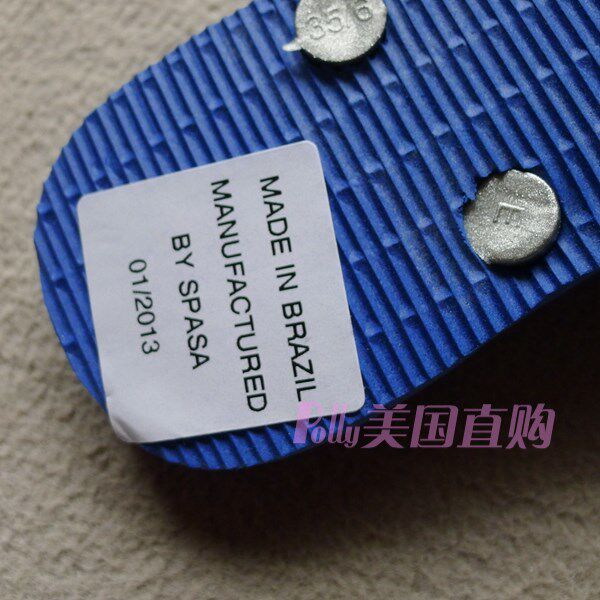 35 6
MADE IN BRAZIL
MANUFACTURED
BY SPASA
01/2013
Polly美国直购